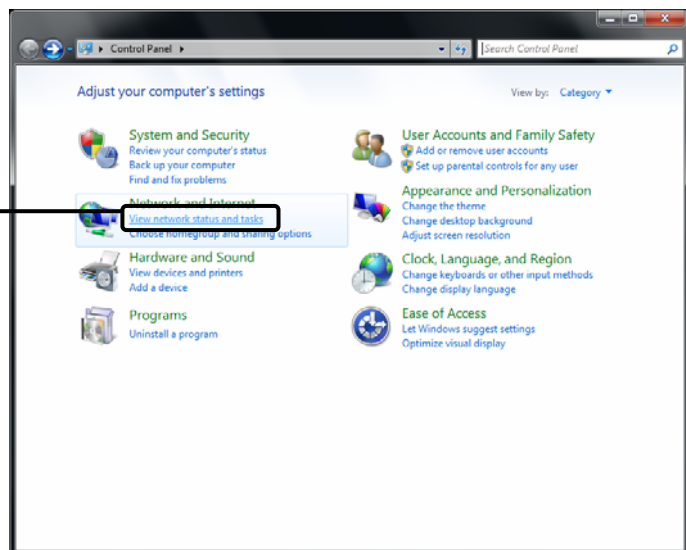 Control Panel
Search Control Panel
Adjust your computer's settings
View by: Category
System and Security
Review your computer's status
Back up your computer
Find and fix problems
Network and Internet
View network status and tasks
Choose homegroup and sharing options
Hardware and Sound
View devices and printers
Add a device
Programs
Uninstall a program
User Accounts and Family Safety
Add or remove user accounts
Set up parental controls for any user
Appearance and Personalization
Change the theme
Change desktop background
Adjust screen resolution
Clock, Language, and Region
Change keyboards or other input methods
Change display language
Ease of Access
Let Windows suggest settings
Optimize visual display